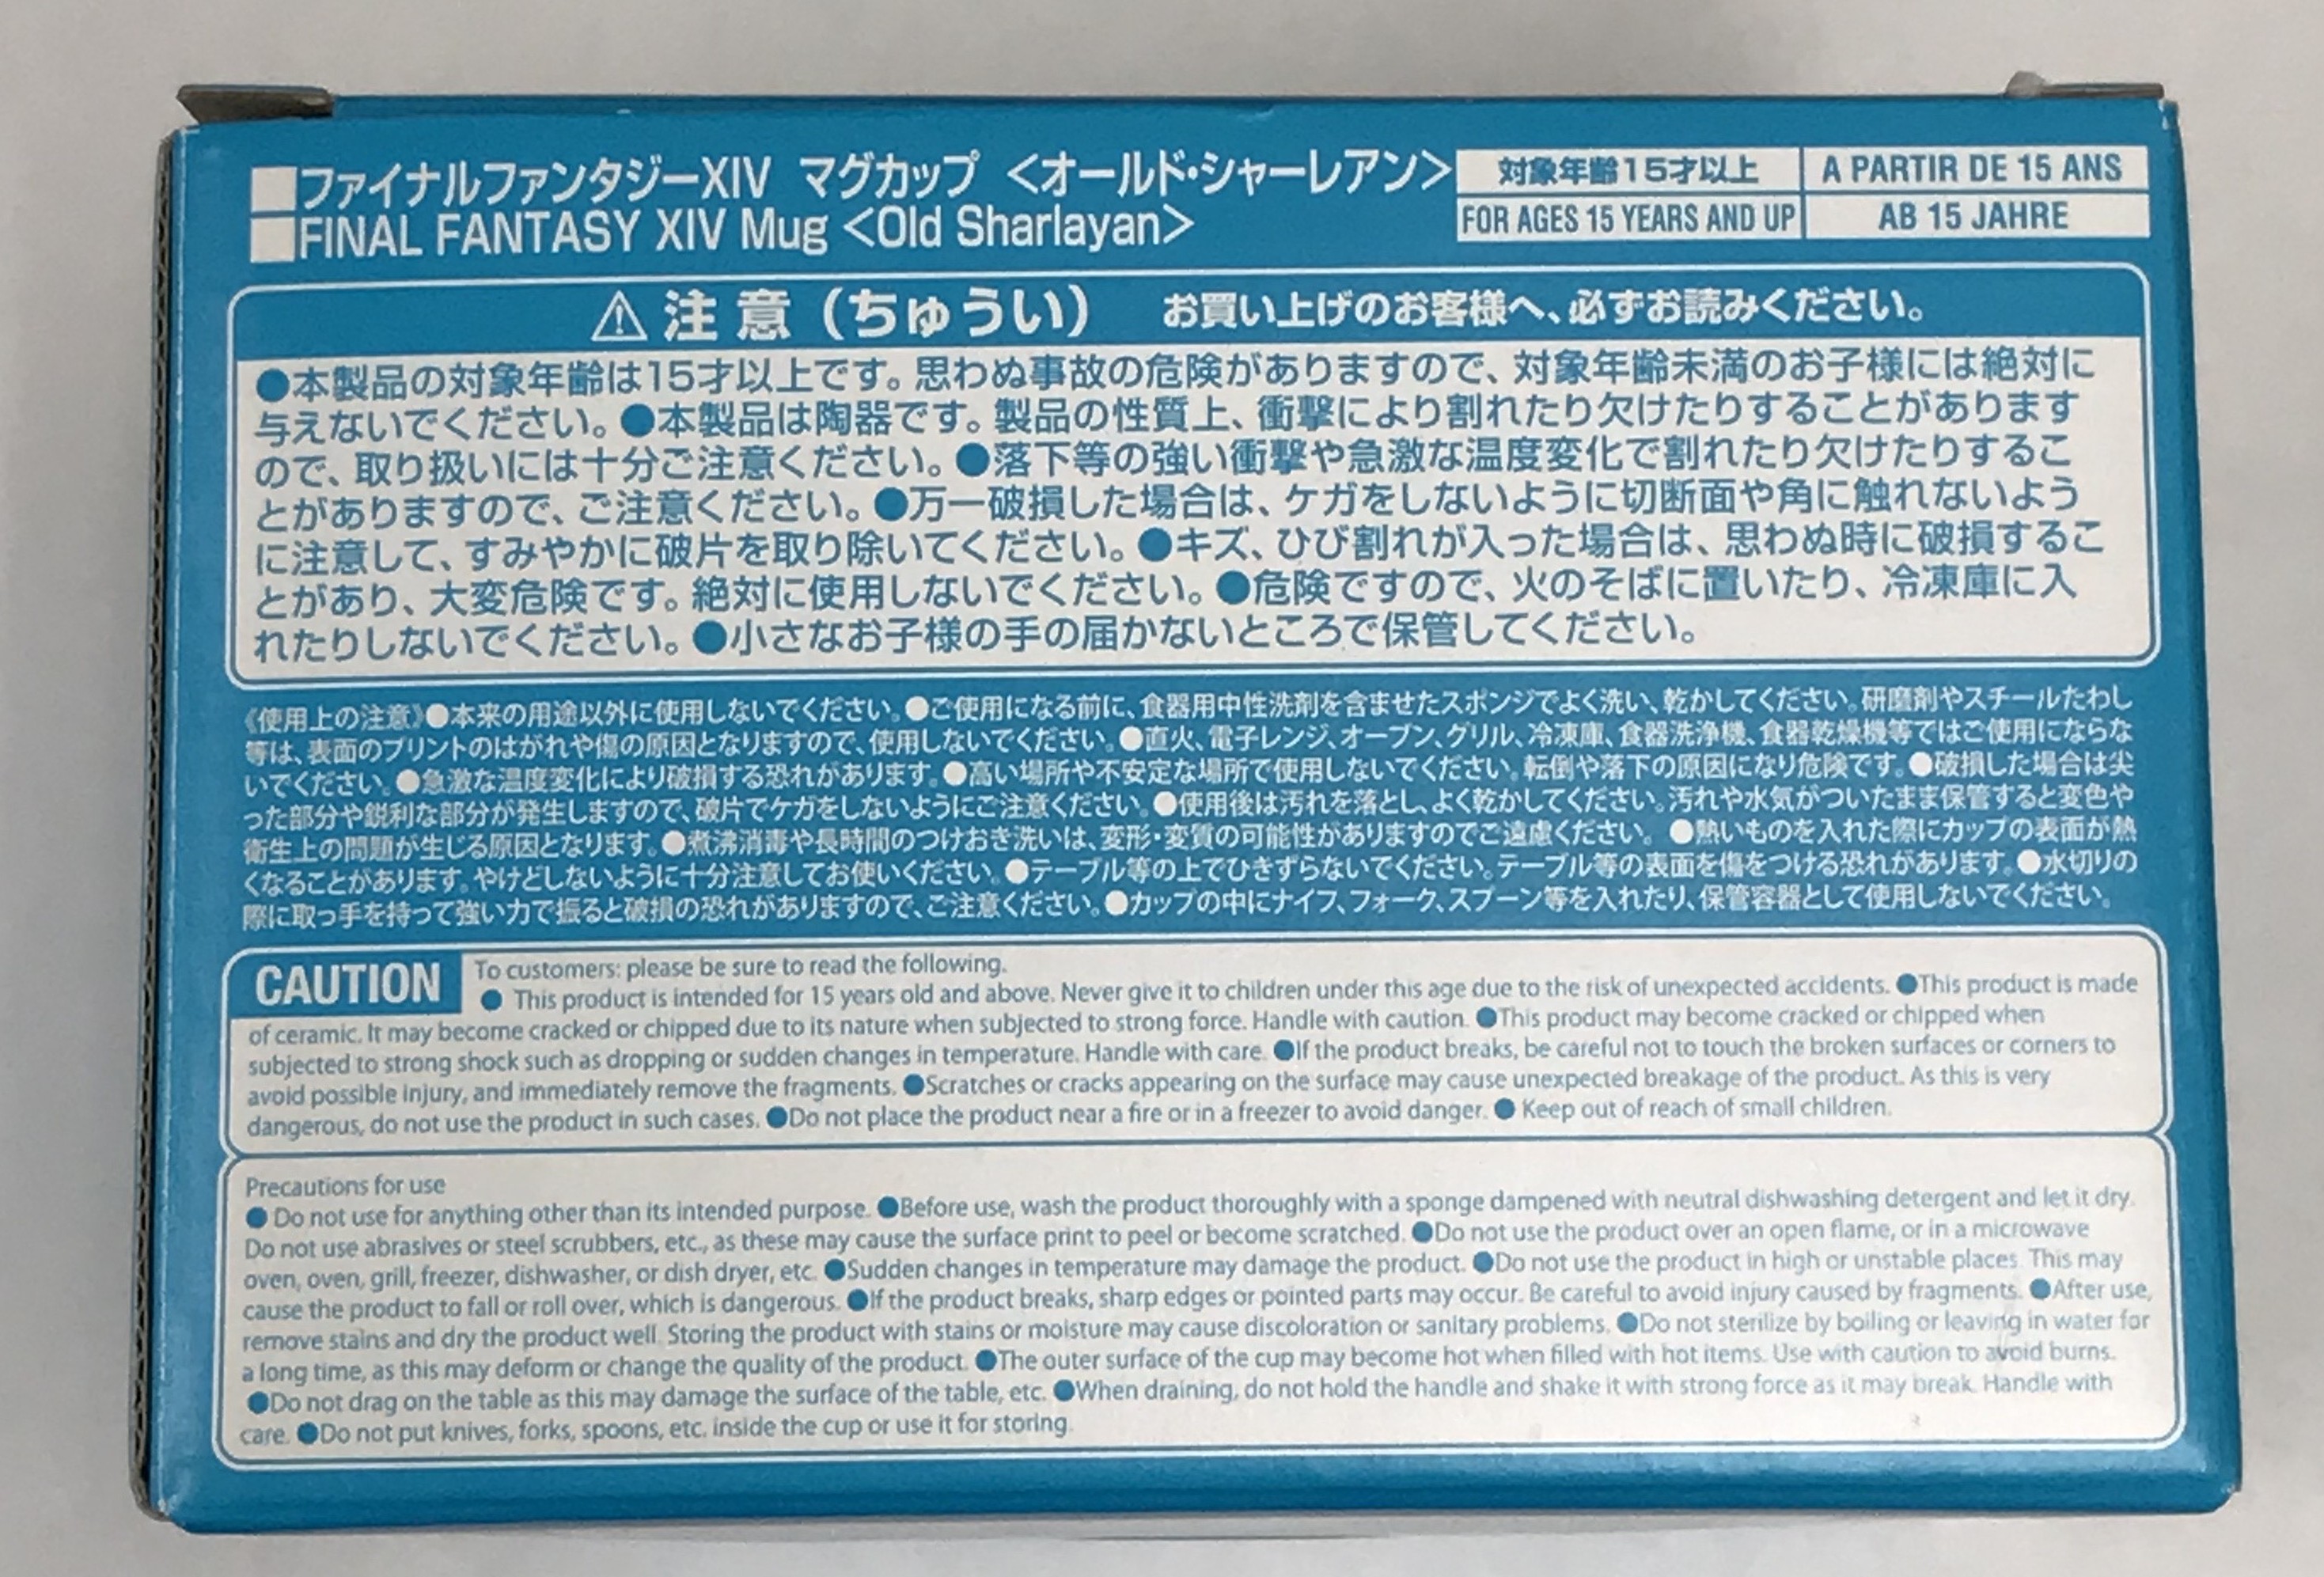 ■ファイナルファンタジーXIV マグカップ <オールド・シャーレアン>
■FINAL FANTASY XIV Mug <Old Sharlayan>
対象年齢15才以上
A PARTIR DE 15 ANS
FOR AGES 15 YEARS AND UP
AB 15 JAHRE
⚠注意(ちゅうい) お買い上げのお客様へ、必ずお読みください。
●本製品の対象年齢は15才以上です。思わぬ事故の危険がありますので、対象年齢未満のお子様には絶対に
与えないでください。●本製品は陶器です。製品の性質上、衝撃により割れたり欠けたりすることがあります
ので、取り扱いには十分ご注意ください。●落下等の強い衝撃や急激な温度変化で割れたり欠けたりするこ
とがありますので、ご注意ください。●万一破損した場合は、ケガをしないように切断面や角に触れないよう
に注意して、すみやかに破片を取り除いてください。●キズ、ひび割れが入った場合は、思わぬ時に破損するこ
とがあり、大変危険です。絶対に使用しないでください。●危険ですので、火のそばに置いたり、冷凍庫に入
れたりしないでください。●小さなお子様の手の届かないところで保管してください。
《使用上の注意》●本来の用途以外に使用しないでください。●ご使用になる前に、食器用中性洗剤を含ませたスポンジでよく洗い、乾かしてください。研磨剤やスチールたわし
等は、表面のプリントのはがれや傷の原因となりますので、使用しないでください。●直火、電子レンジ、オーブン、グリル、冷凍庫、食器洗浄機、食器乾燥機等ではご使用にならな
いでください。●急激な温度変化により破損する恐れがあります。●高い場所や不安定な場所で使用しないでください。転倒や落下の原因になり危険です。●破損した場合は尖
った部分や鋭利な部分が発生しますので、破片でケガをしないようにご注意ください。●使用後は汚れを落とし、よく乾かしてください。汚れや水気がついたまま保管すると変色や
衛生上の問題が生じる原因となります。●煮沸消毒や長時間のつけおき洗いは、変形・変質の可能性がありますのでご遠慮ください。●熱いものを入れた際にカップの表面が熱
くなることがあります。やけどしないように十分注意してお使いください。●テーブル等の上でひきずらないでください。テーブル等の表面を傷をつける恐れがあります。●水切りの
際に取っ手を持って強い力で振ると破損の恐れがありますので、ご注意ください。●カップの中にナイフ、フォーク、スプーン等を入れたり、保管容器として使用しないでください。
CAUTION To customers: please be sure to read the following.
● This product is intended for 15 years old and above. Never give it to children under this age due to the risk of unexpected accidents. ●This product is made
of ceramic. It may become cracked or chipped due to its nature when subjected to strong force. Handle with caution. ●This product may become cracked or chipped when
subjected to strong shock such as dropping or sudden changes in temperature. Handle with care. ●If the product breaks, be careful not to touch the broken surfaces or corners to
avoid possible injury, and immediately remove the fragments. ●Scratches or cracks appearing on the surface may cause unexpected breakage of the product. As this is very
dangerous, do not use the product in such cases. ●Do not place the product near a fire or in a freezer to avoid danger. ● Keep out of reach of small children.
Precautions for use
● Do not use for anything other than its intended purpose. ●Before use, wash the product thoroughly with a sponge dampened with neutral dishwashing detergent and let it dry.
Do not use abrasives or steel scrubbers, etc., as these may cause the surface print to peel or become scratched. ●Do not use the product over an open flame, or in a microwave
oven, oven, grill, freezer, dishwasher, or dish dryer, etc. ●Sudden changes in temperature may damage the product. ●Do not use the product in high or unstable places. This may
cause the product to fall or roll over, which is dangerous. ●If the product breaks, sharp edges or pointed parts may occur. Be careful to avoid injury caused by fragments. ●After use,
remove stains and dry the product well. Storing the product with stains or moisture may cause discoloration or sanitary problems. ●Do not sterilize by boiling or leaving in water for
a long time, as this may deform or change the quality of the product. ●The outer surface of the cup may become hot when filled with hot items. Use with caution to avoid burns.
●Do not drag on the table as this may damage the surface of the table, etc. ●When draining, do not hold the handle and shake it with strong force as it may break. Handle with
care. ●Do not put knives, forks, spoons, etc. inside the cup or use it for storing.